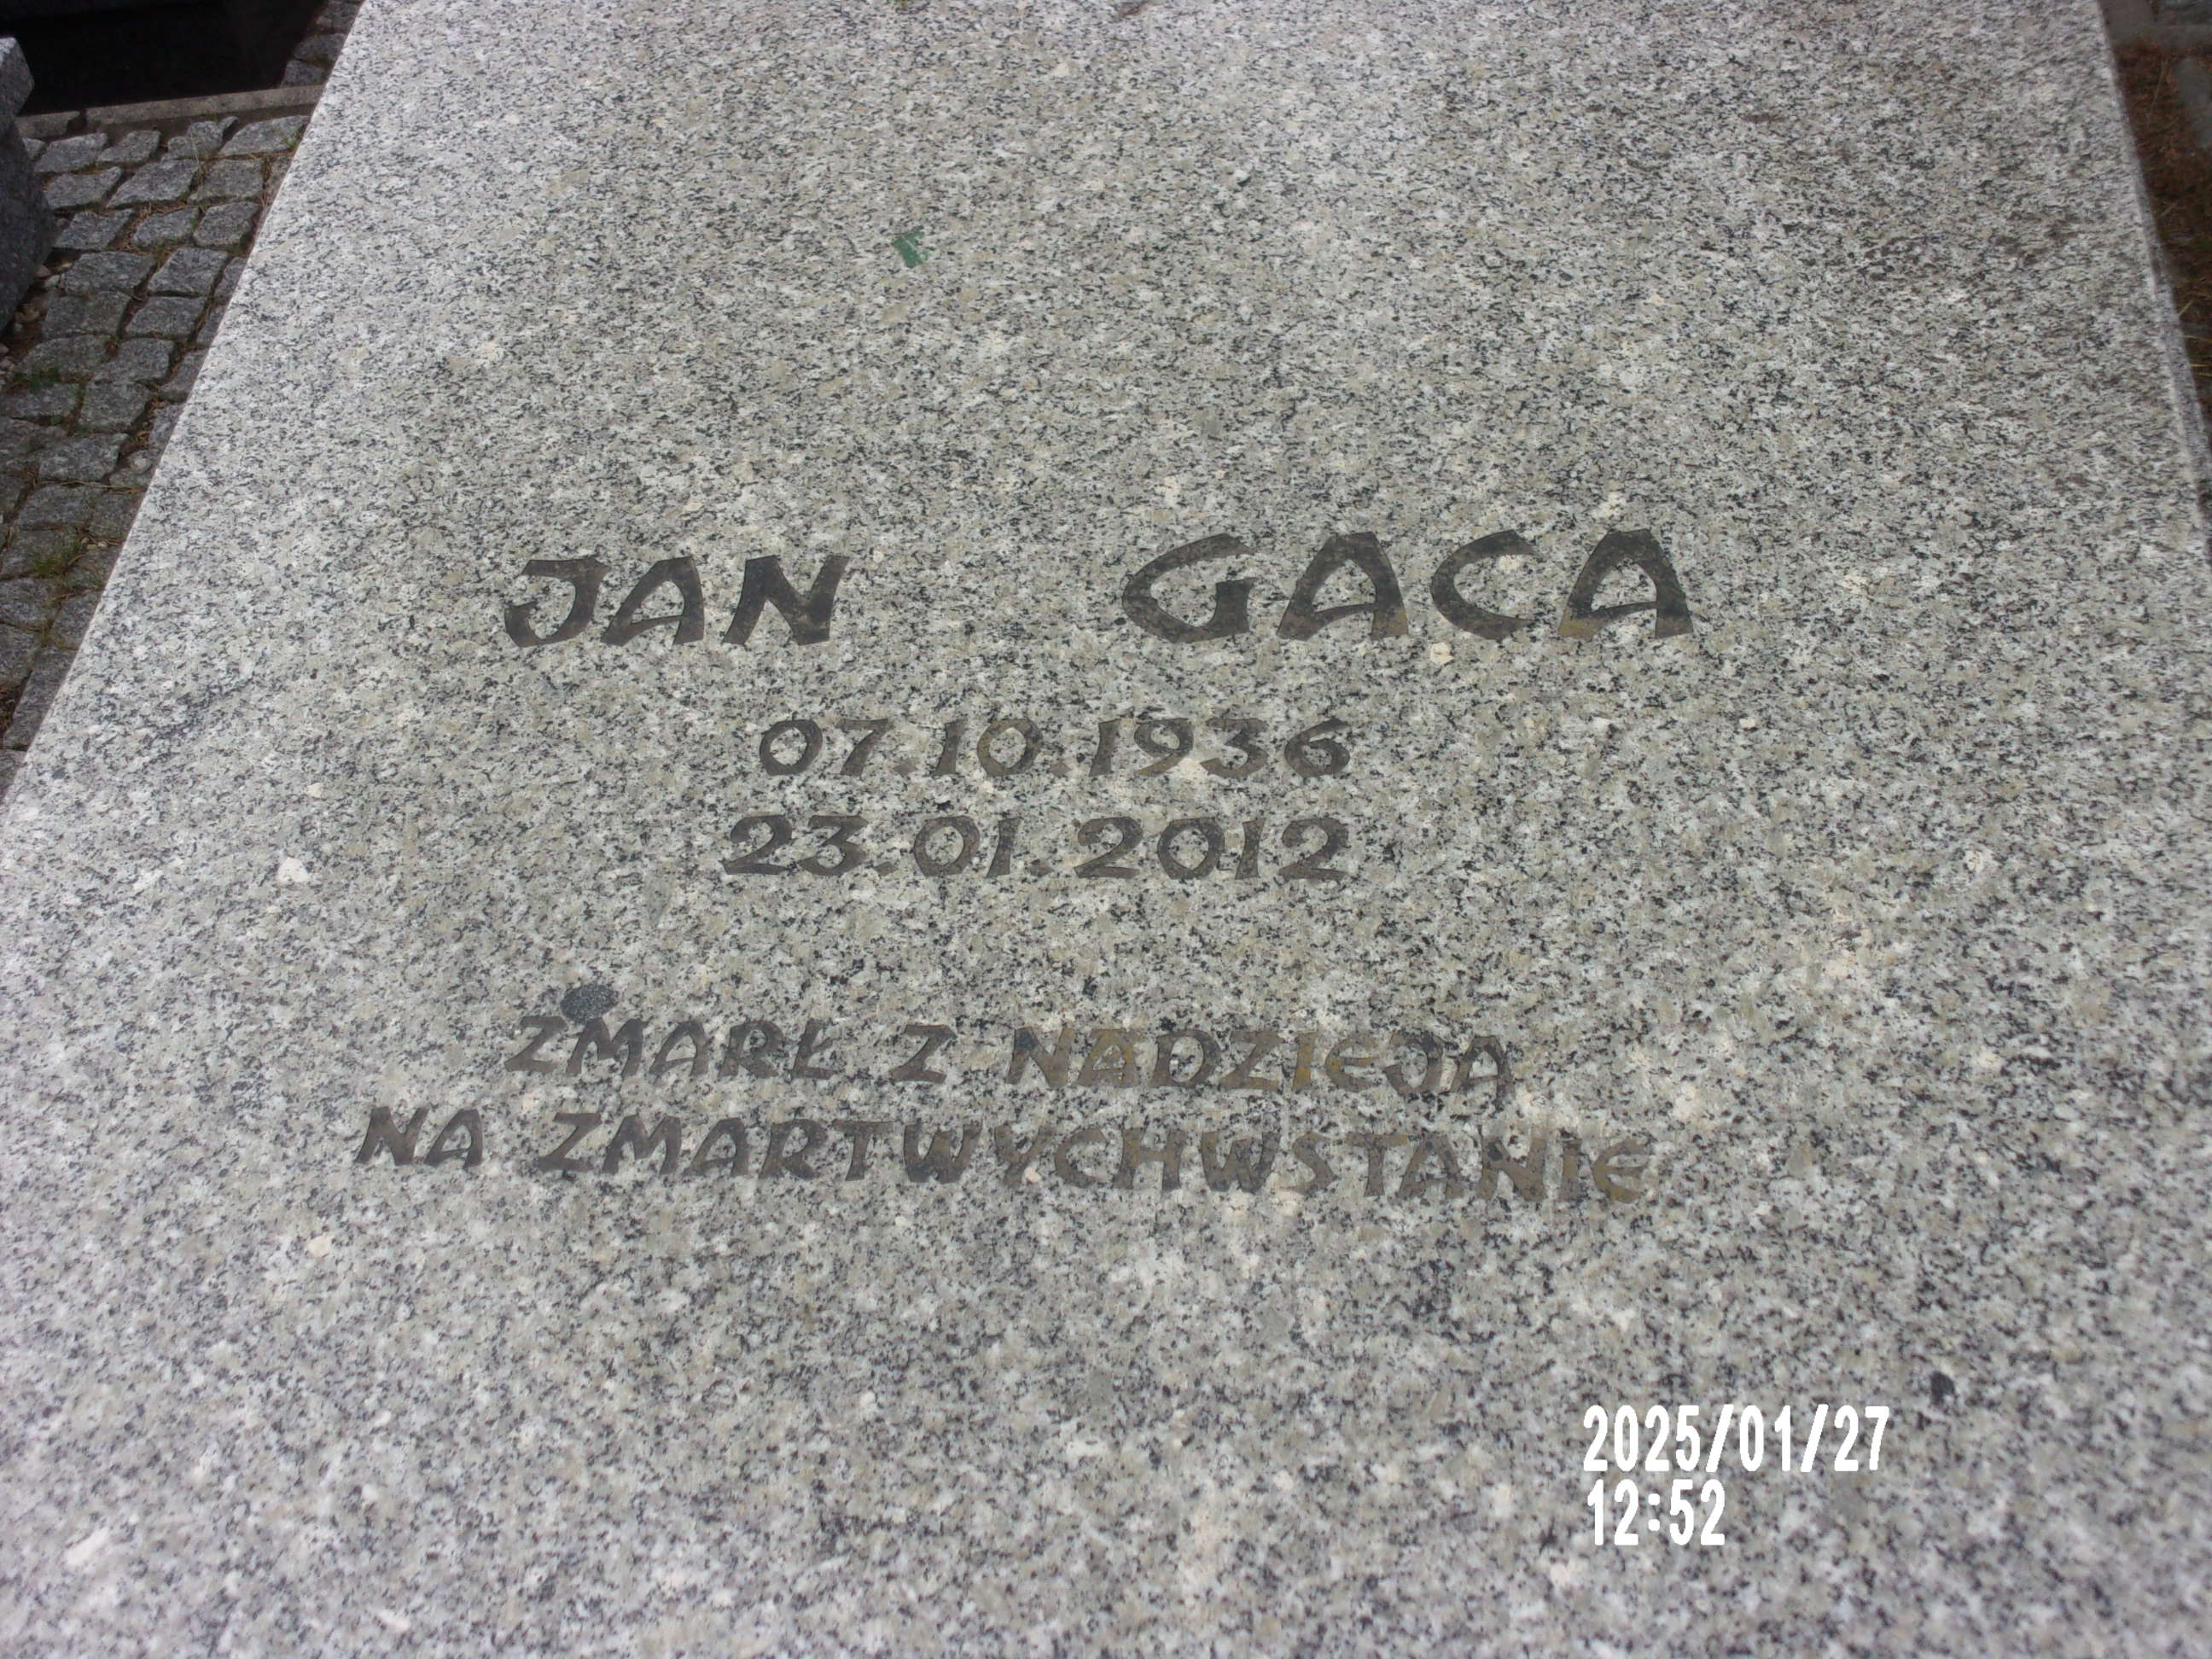 JAN GACA
07.10.1936
23.01.2012
ZMARŁ Z NADZIEJĄ
NA ZMARTWYCHWSTANIE
2025/01/27
12:52